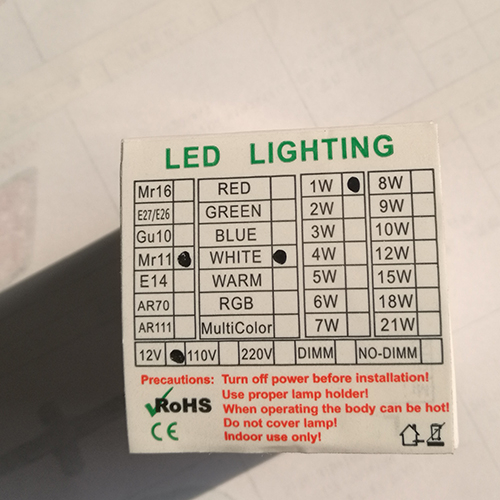 LED LIGHTING
Mr16 RED 1W 8W
E27/E26 GREEN 2W 9W
Gu10 BLUE 3W 10W
Mr11 WHITE 4W 12W
E14 WARM 5W 15W
AR70 RGB 6W 18W
AR111 MultiColor 7W 21W
12V 110V 220V DIMM NO-DIMM
Precautions: Turn off power before installation!
Use proper lamp holder!
RoHS When operating the body can be hot!
Do not cover lamp!
CE Indoor use only!